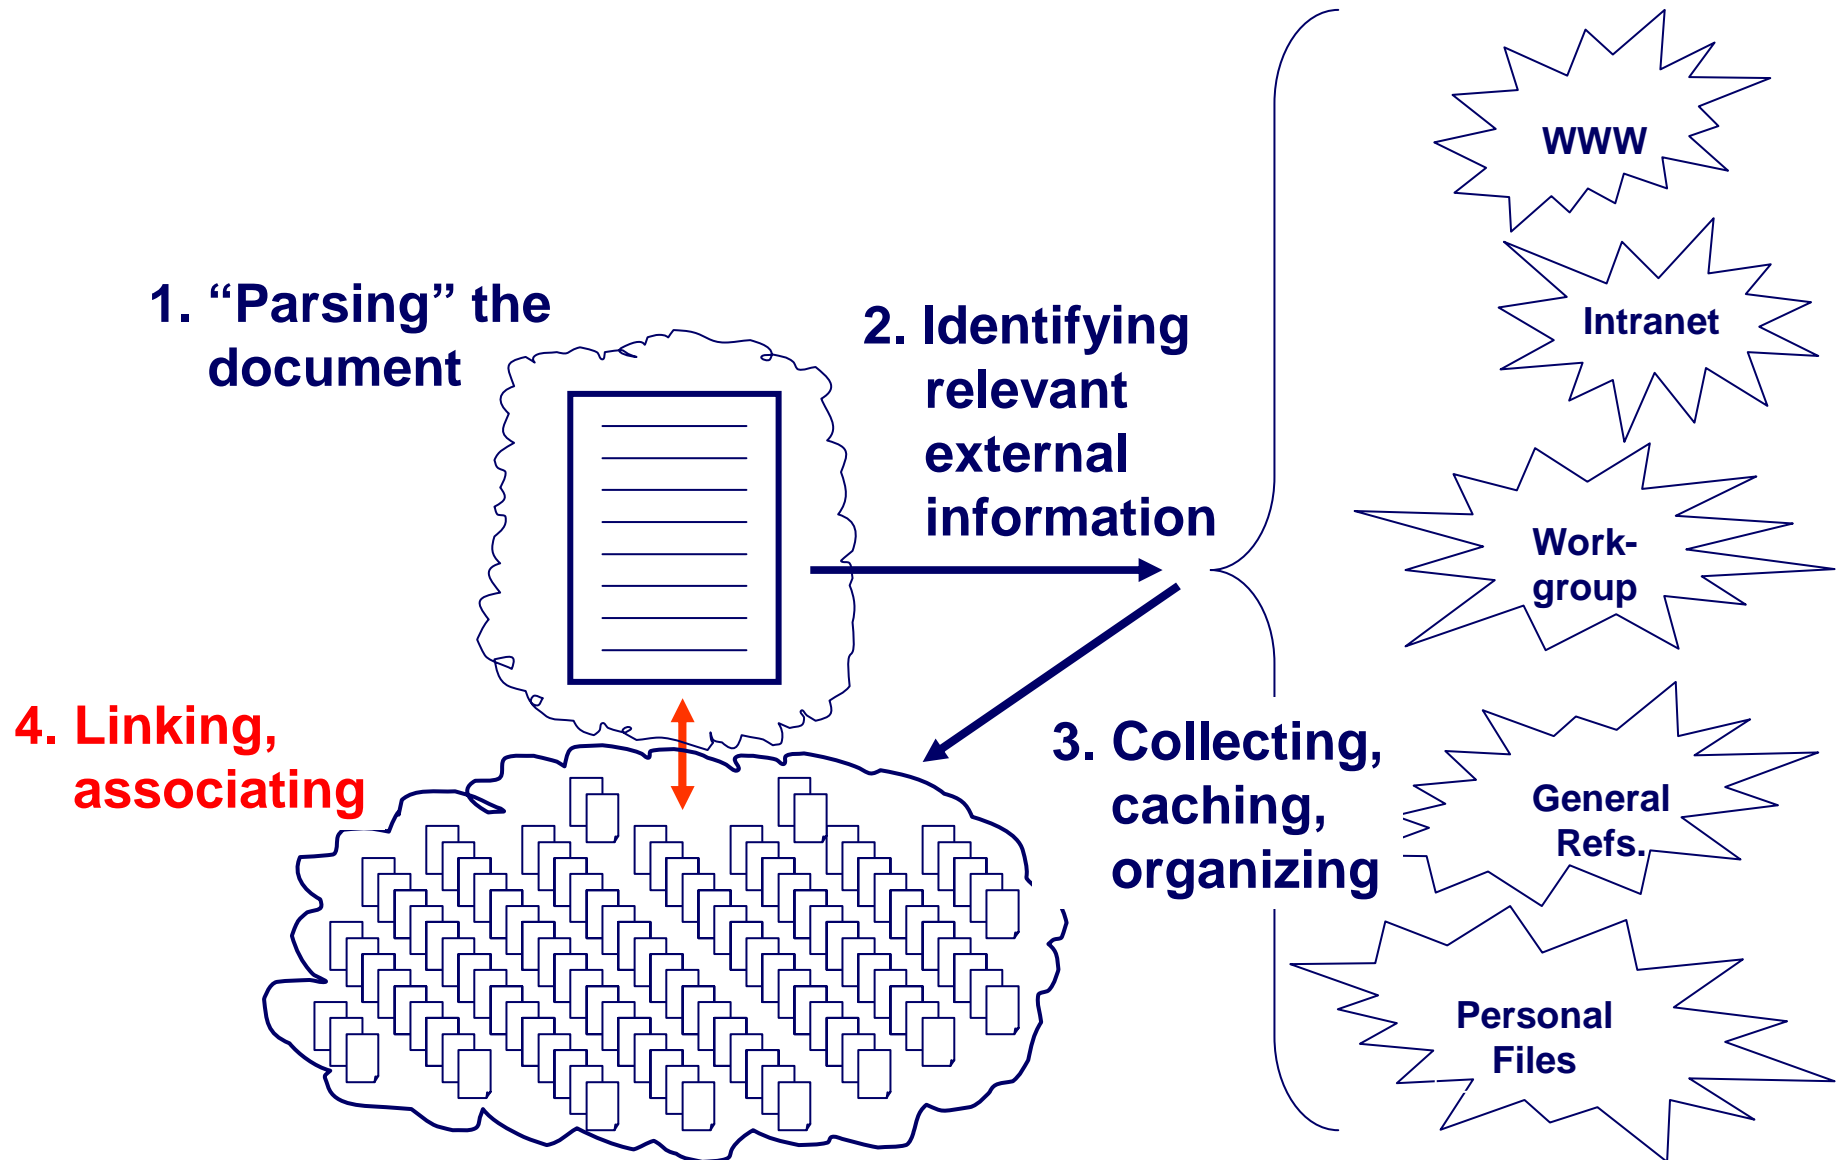 1. “Parsing” the
document
2. Identifying
relevant
external
information
3. Collecting,
caching,
organizing
4. Linking,
associating
WWW
Intranet
Work-
group
General
Refs.
Personal
Files